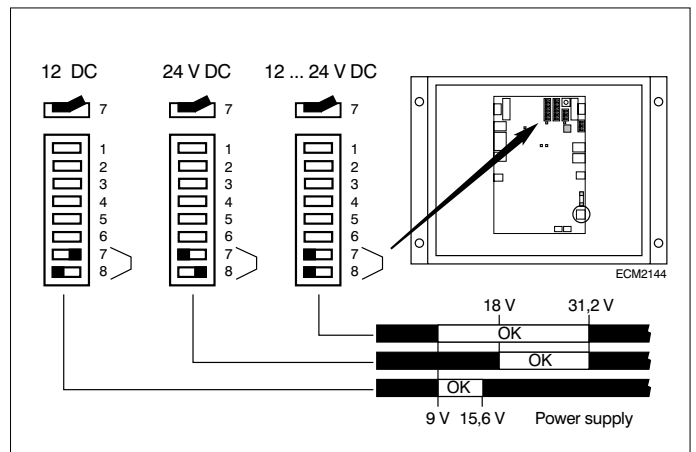 12 DC 24 V DC 12 ... 24 V DC
7 7 7
1 1 1
2 2 2
3 3 3
4 4 4
5 5 5
6 6 6
7 7 7
8 8 8
ECM2144
18 V 31,2 V
OK
OK
OK
9 V 15,6 V Power supply